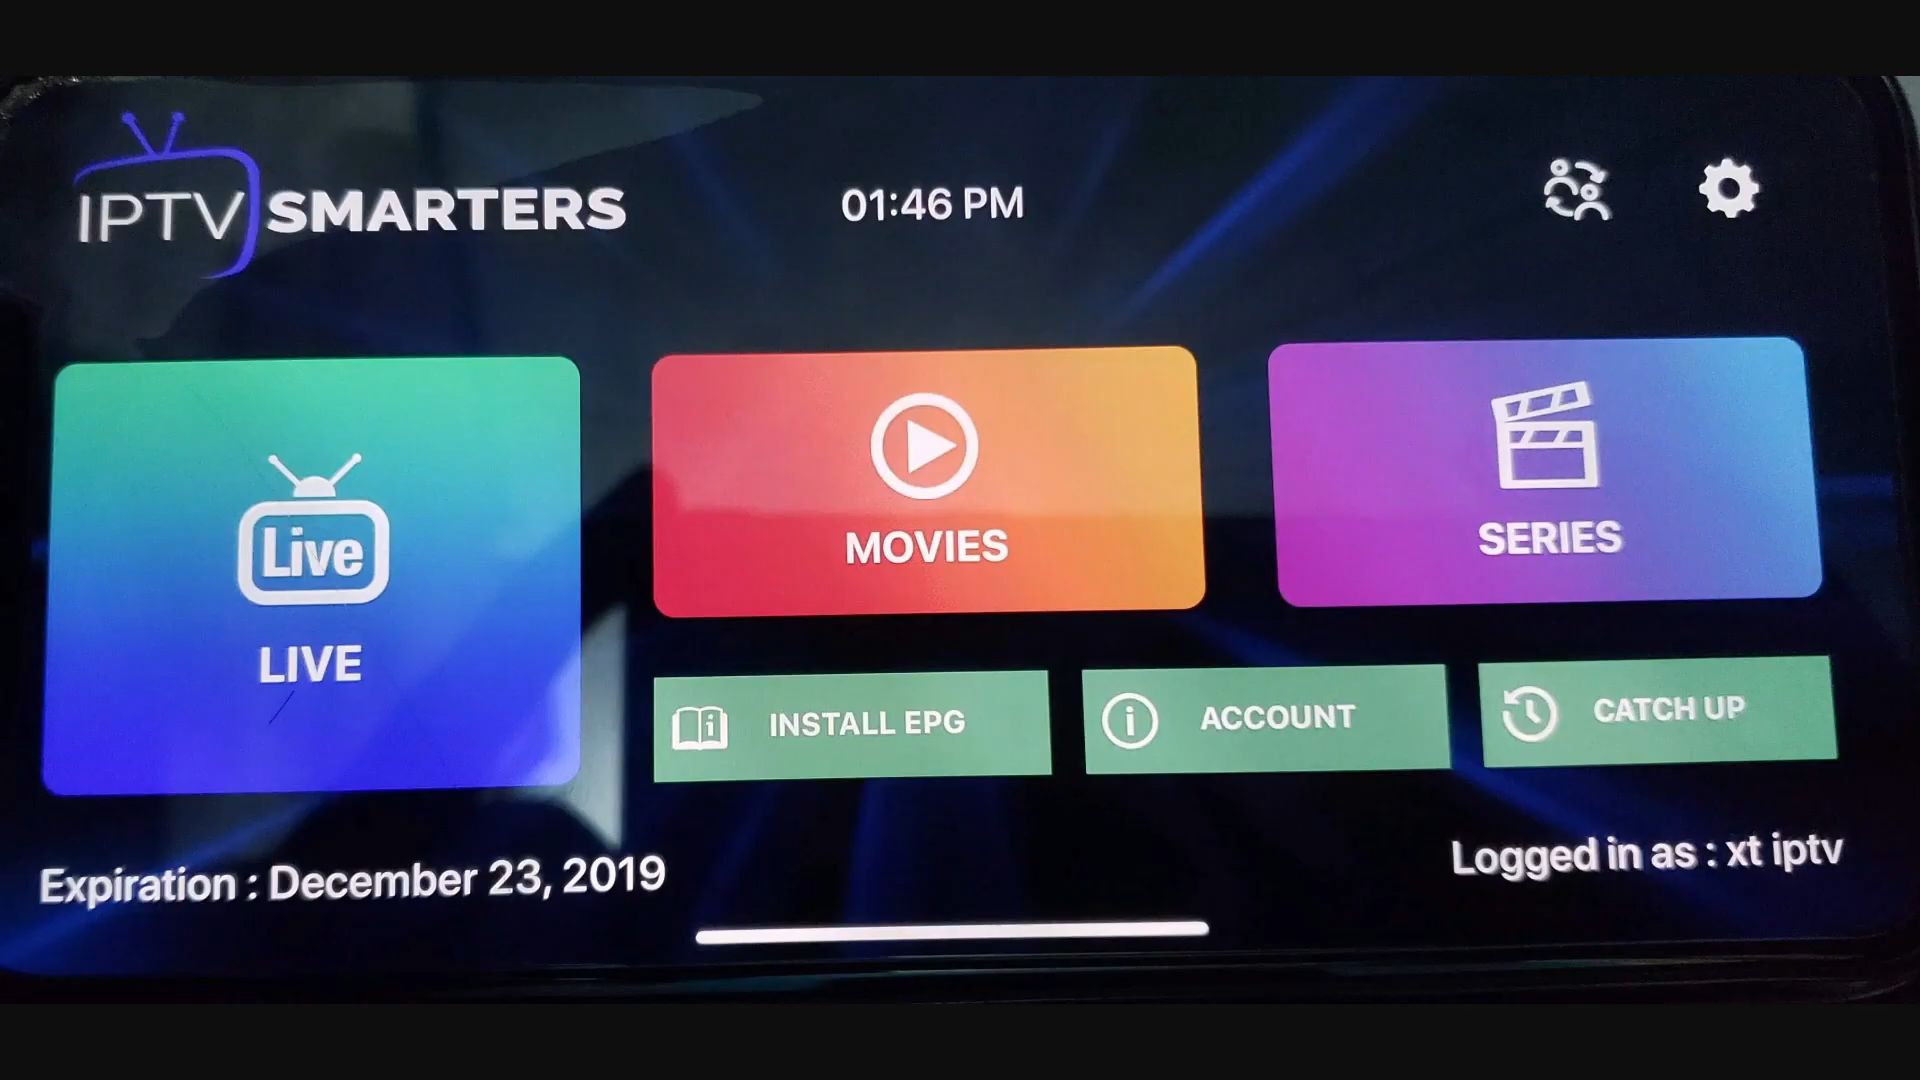 IPTV SMARTERS
01:46 PM
Live
LIVE
MOVIES
SERIES
INSTALL EPG
ACCOUNT
CATCH UP
Expiration : December 23, 2019
Logged in as : xt iptv